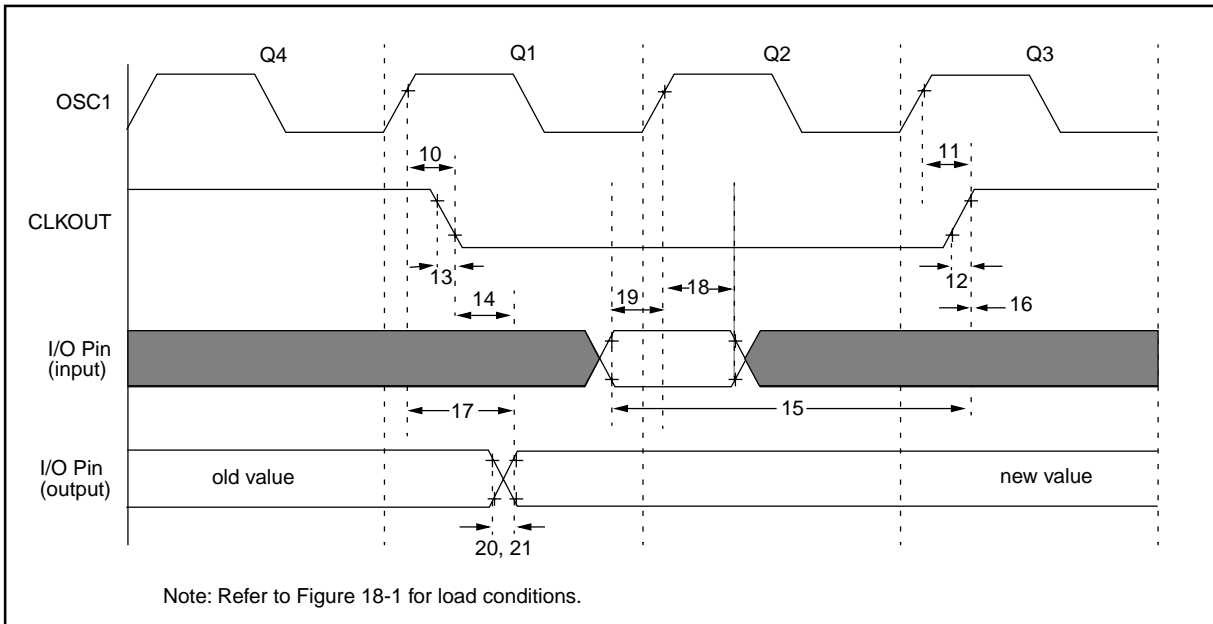 Q4 Q1 Q2 Q3
OSC1
10 11
CLKOUT
13 12
14 19 18 16
I/O Pin
(input)
17 15
I/O Pin
(output)
old value new value
20, 21
Note: Refer to Figure 18-1 for load conditions.